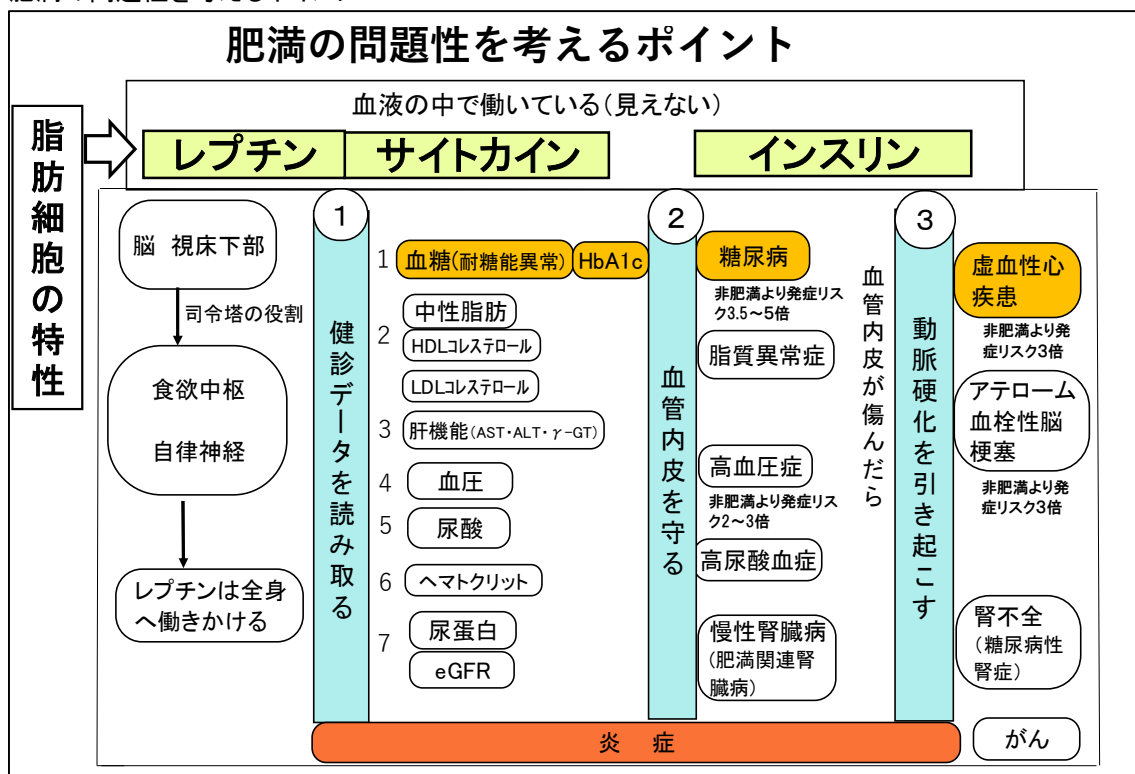 肥満の問題性を考えるポイント
脂肪細胞の特性
血液の中で働いている(見えない)
レプチン
サイトカイン
インスリン
脳 視床下部
司令塔の役割
食欲中枢
自律神経
レプチンは全身
へ働きかける
1
健診データを読み取る
1
血糖(耐糖能異常)
HbA1c
2
中性脂肪
HDLコレステロール
LDLコレステロール
3
肝機能(AST・ALT・γ-GT)
4
血圧
5
尿酸
6
ヘマトクリット
7
尿蛋白
eGFR
2
血管内皮を守る
糖尿病
非肥満より発症リス
ク3.5~5倍
脂質異常症
高血圧症
非肥満より発症リス
ク2~3倍
高尿酸血症
慢性腎臓病
(肥満関連腎
臓病)
血管内皮が傷んだら
3
動脈硬化を引き起こす
虚血性心
疾患
非肥満より発
症リスク3倍
アテローム
血栓性脳
梗塞
非肥満より発
症リスク3倍
腎不全
(糖尿病性
腎症)
がん
炎 症